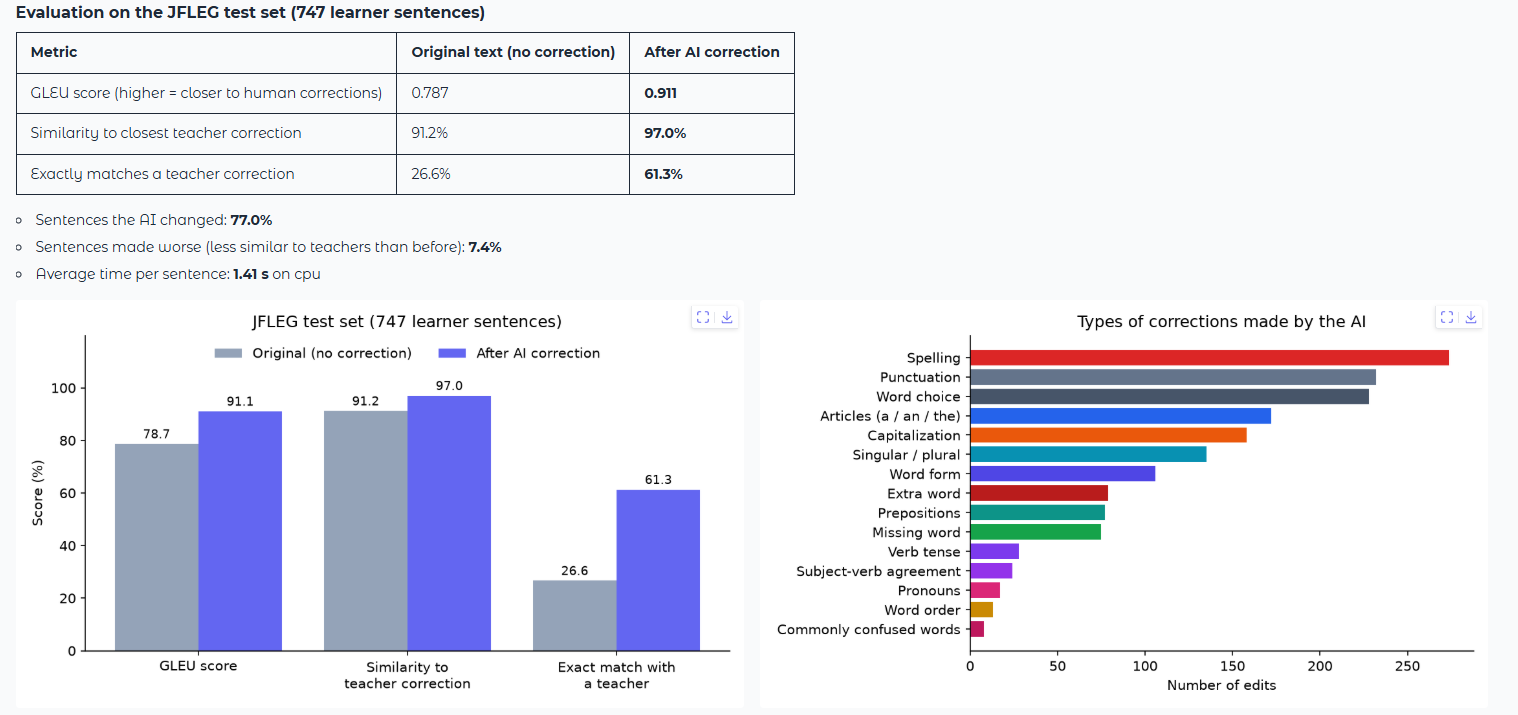 Evaluation on the JFLEG test set (747 learner sentences)
Metric Original text (no correction) After AI correction
GLEU score (higher = closer to human corrections) 0.787 0.911
Similarity to closest teacher correction 91.2% 97.0%
Exactly matches a teacher correction 26.6% 61.3%
Sentences the AI changed: 77.0%
Sentences made worse (less similar to teachers than before): 7.4%
Average time per sentence: 1.41 s on cpu
JFLEG test set (747 learner sentences)
Original (no correction) After AI correction
Score (%)
100
80
60
40
20
0
78.7
91.1
91.2
97.0
26.6
61.3
GLEU score
Similarity to
teacher correction
Exact match with
a teacher
Types of corrections made by the AI
Spelling
Punctuation
Word choice
Articles (a / an / the)
Capitalization
Singular / plural
Word form
Extra word
Prepositions
Missing word
Verb tense
Subject-verb agreement
Pronouns
Word order
Commonly confused words
0 50 100 150 200 250
Number of edits